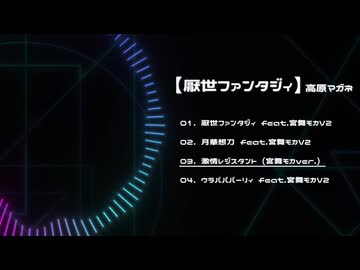 【厭世ファンタジィ】高原マガネ
01. 厭世ファンタジィ feat.宮舞モカV2
02. 月華想刀 feat.宮舞モカV2
03. 激情レジスタント (宮舞モカver.)
04. ウラパパパーリィ feat.宮舞モカV2